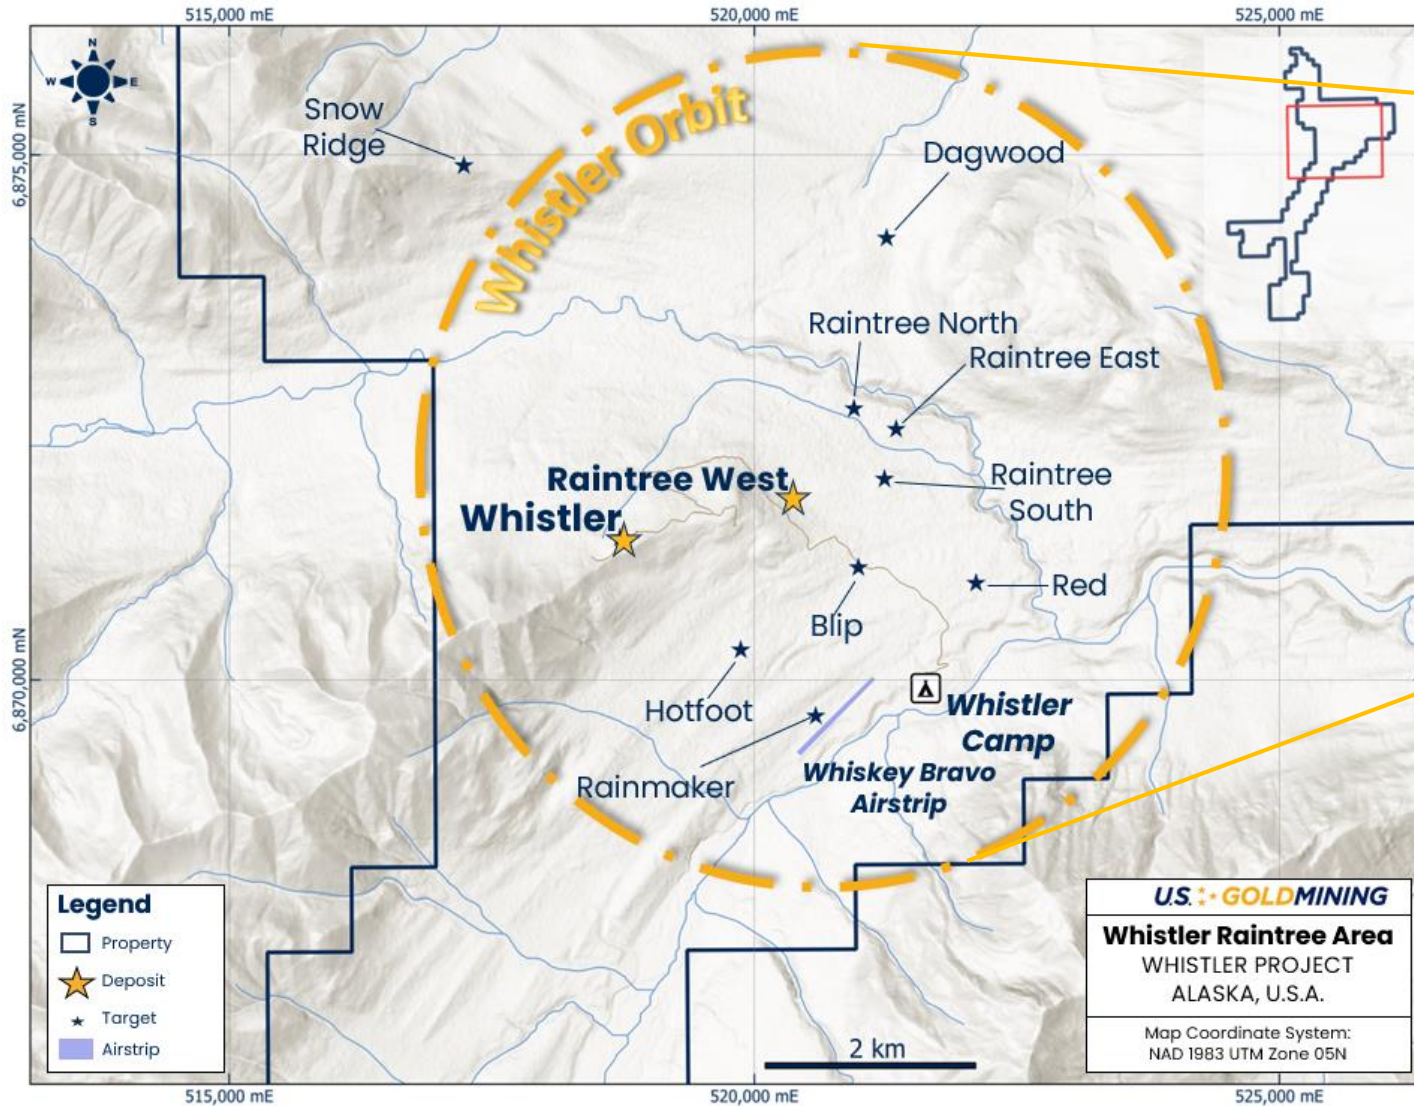 515,000 mE
520,000 mE
525,000 mE
N
W
E
S
6,875,000 mN
6,870,000 mN
Whistler Orbit
Snow
Ridge
Dagwood
Raintree North
Raintree East
Raintree West
Whistler
Raintree
South
Red
Blip
Hotfoot
Whistler
Camp
Rainmaker
Whiskey Bravo
Airstrip
Legend
Property
Deposit
Target
Airstrip
2 km
U.S. GOLDMINING
Whistler Raintree Area
WHISTLER PROJECT
ALASKA, U.S.A.
Map Coordinate System:
NAD 1983 UTM Zone 05N
515,000 mE
520,000 mE
525,000 mE